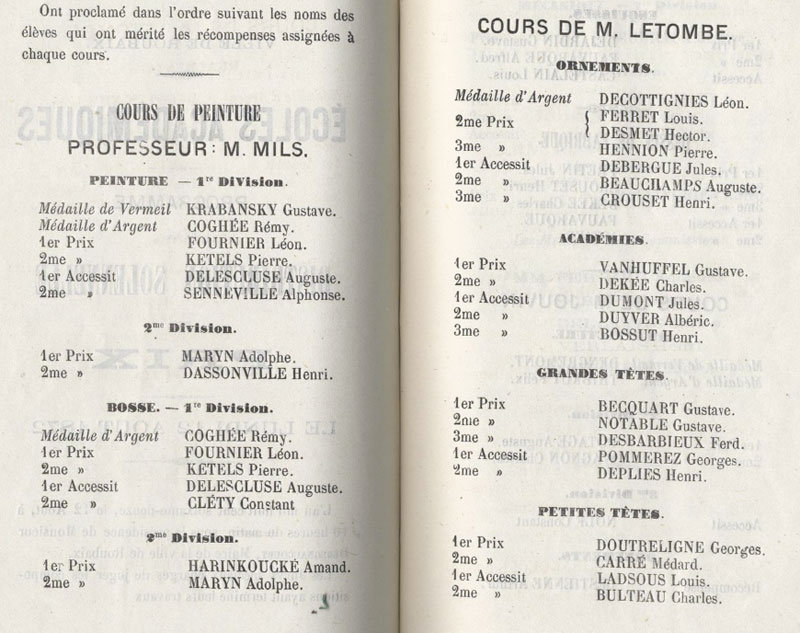 Ont proclamé dans l'ordre suivant les noms des
élèves qui ont mérité les récompenses assignées à
chaque cours.
COURS DE PEINTURE
PROFESSEUR: M. MILS.
PEINTURE — 1re Division.
Médaille de Vermeil KRABANSKY Gustave.
Médaille d'Argent COGHÉE Rémy.
1er Prix FOURNIER Léon.
2me » KETELS Pierre.
1er Accessit DELESCLUSE Auguste.
2me » SENNEVILLE Alphonse.
2me Division.
1er Prix MARYN Adolphe.
2me » DASSONVILLE Henri.
BOSSE. — 1re Division.
Médaille d'Argent COGHÉE Rémy.
1er Prix FOURNIER Léon.
2me » KETELS Pierre.
1er Accessit DELESCLUSE Auguste.
2me » CLÉTY Constant
2me Division.
1er Prix HARINKOUCKÉ Amand.
2me » MARYN Adolphe.
COURS DE M. LETOMBE.
ORNEMENTS.
Médaille d'Argent DECOTTIGNIES Léon.
2me Prix { FERRET Louis.
DESMET Hector.
3me » HENNION Pierre.
1er Accessit DEBERGUE Jules.
2me » BEAUCHAMPS Auguste.
3me » CROUSET Henri.
ACADÉMIES.
1er Prix VANHUFFEL Gustave.
2me » DEKÉE Charles.
1er Accessit DUMONT Jules.
2me » DUYVER Albéric.
3me » BOSSUT Henri.
GRANDES TÊTES.
1er Prix BECQUART Gustave.
2me » NOTABLE Gustave.
3me » DESBARBIEUX Ferd.
1er Accessit POMMEREZ Georges.
2me » DEPLIES Henri.
PETITES TÊTES.
1er Prix DOUTRELIGNE Georges.
2me » CARRÉ Médard.
1er Accessit LADSOUS Louis.
2me » BULTEAU Charles.